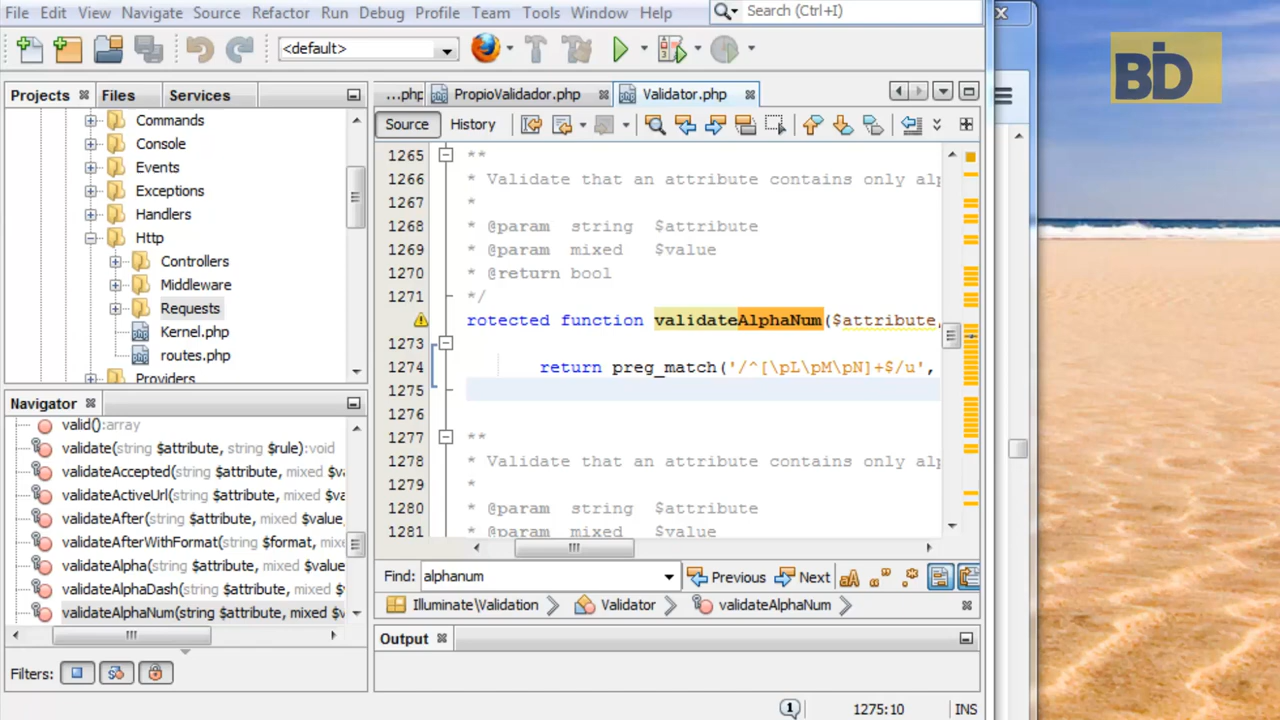 File Edit View Navigate Source Refactor Run Debug Profile Team Tools Window Help
Search (Ctrl+I)
BD
<default>
Projects Files Services
Commands
Console
Events
Exceptions
Handlers
Http
Controllers
Middleware
Requests
Kernel.php
routes.php
Providers
...php PropioValidador.php Validator.php
Source History
1265 **
1266 * Validate that an attribute contains only alp
1267 *
1268 * @param string $attribute
1269 * @param mixed $value
1270 * @return bool
1271 */
rotected function validateAlphaNum($attribute,
1273
1274 return preg_match('/^[\pL\pM\pN]+$/u',
1275
1276
1277 **
1278 * Validate that an attribute contains only alp
1279 *
1280 * @param string $attribute
1281 * @param mixed $value
Navigator
valid():array
validate(string $attribute, string $rule):void
validateAccepted(string $attribute, mixed $va
validateActiveUrl(string $attribute, mixed $va
validateAfter(string $attribute, mixed $value,
validateAfterWithFormat(string $format, mixe
validateAlpha(string $attribute, mixed $value
validateAlphaDash(string $attribute, mixed $
validateAlphaNum(string $attribute, mixed $v
Filters:
Find: alphanum Previous Next
Illuminate\Validation Validator validateAlphaNum
Output
1 1275:10 INS